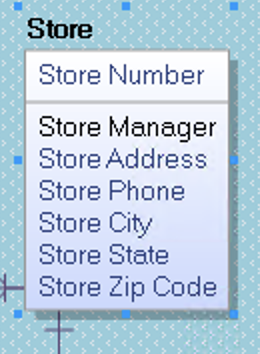 Store
Store Number
Store Manager
Store Address
Store Phone
Store City
Store State
Store Zip Code